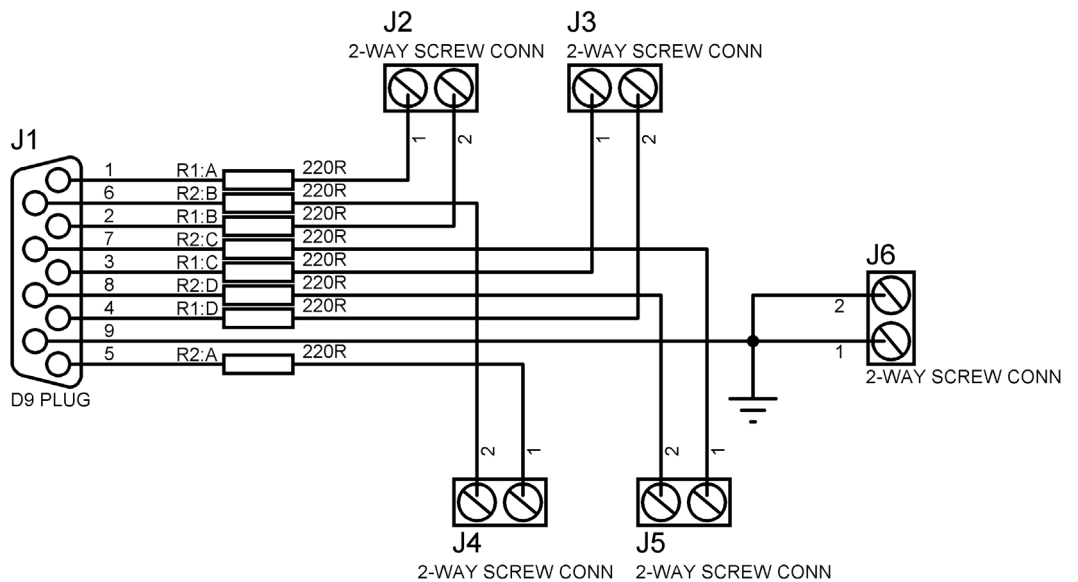 J2
J3
2-WAY SCREW CONN
2-WAY SCREW CONN
1
2
1
2
J1
1
R1:A
220R
6
R2:B
220R
2
R1:B
220R
7
R2:C
220R
3
R1:C
220R
8
R2:D
220R
4
R1:D
220R
9
5
R2:A
220R
D9 PLUG
J6
2
1
2-WAY SCREW CONN
2
1
2
1
J4
J5
2-WAY SCREW CONN
2-WAY SCREW CONN